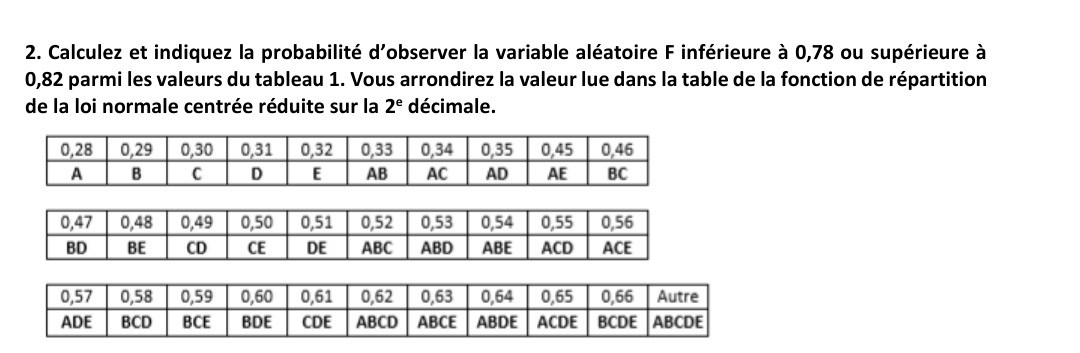 2. Calculez et indiquez la probabilité d’observer la variable aléatoire F inférieure à 0,78 ou supérieure à
0,82 parmi les valeurs du tableau 1. Vous arrondirez la valeur lue dans la table de la fonction de répartition
de la loi normale centrée réduite sur la 2e décimale.
0,28 0,29 0,30 0,31 0,32 0,33 0,34 0,35 0,45 0,46
A B C D E AB AC AD AE BC
0,47 0,48 0,49 0,50 0,51 0,52 0,53 0,54 0,55 0,56
BD BE CD CE DE ABC ABD ABE ACD ACE
0,57 0,58 0,59 0,60 0,61 0,62 0,63 0,64 0,65 0,66 Autre
ADE BCD BCE BDE CDE ABCD ABCE ABDE ACDE BCDE ABCDE